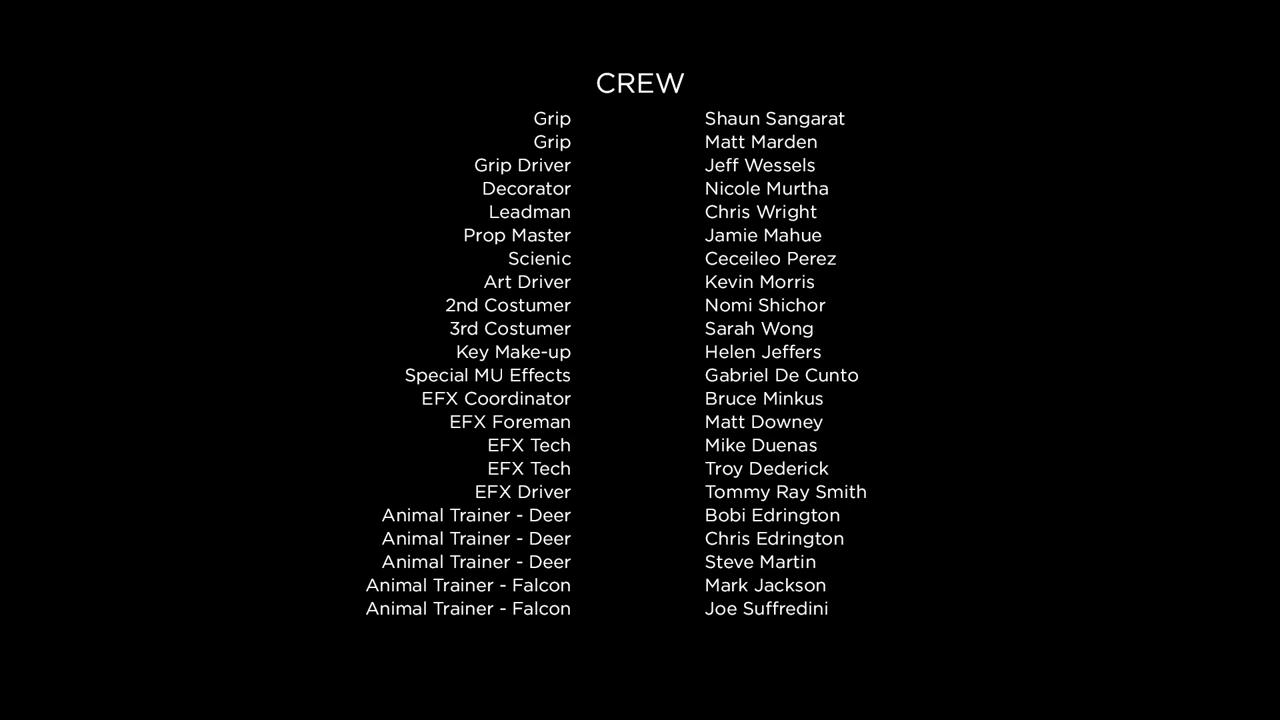 CREW
Grip Shaun Sangarat
Grip Matt Marden
Grip Driver Jeff Wessels
Decorator Nicole Murtha
Leadman Chris Wright
Prop Master Jamie Mahue
Scienic Ceceileo Perez
Art Driver Kevin Morris
2nd Costumer Nomi Shichor
3rd Costumer Sarah Wong
Key Make-up Helen Jeffers
Special MU Effects Gabriel De Cunto
EFX Coordinator Bruce Minkus
EFX Foreman Matt Downey
EFX Tech Mike Duenas
EFX Tech Troy Dederick
EFX Driver Tommy Ray Smith
Animal Trainer - Deer Bobi Edrington
Animal Trainer - Deer Chris Edrington
Animal Trainer - Deer Steve Martin
Animal Trainer - Falcon Mark Jackson
Animal Trainer - Falcon Joe Suffredini